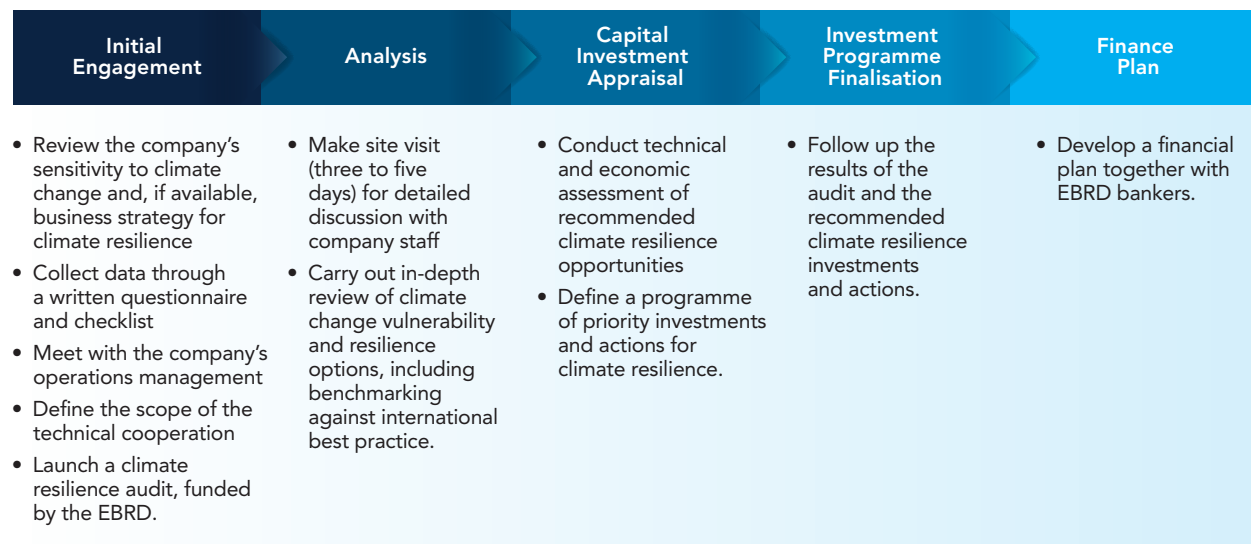 Initial
Engagement
Analysis
Capital
Investment
Appraisal
Investment
Programme
Finalisation
Finance
Plan
• Review the company's
sensitivity to climate
change and, if available,
business strategy for
climate resilience
• Collect data through
a written questionnaire
and checklist
• Meet with the company's
operations management
• Define the scope of the
technical cooperation
• Launch a climate
resilience audit, funded
by the EBRD.
• Make site visit
(three to five
days) for detailed
discussion with
company staff
• Carry out in-depth
review of climate
change vulnerability
and resilience
options, including
benchmarking
against international
best practice.
• Conduct technical
and economic
assessment of
recommended
climate resilience
opportunities
• Define a programme
of priority investments
and actions for
climate resilience.
• Follow up the
results of the
audit and the
recommended
climate resilience
investments
and actions.
• Develop a financial
plan together with
EBRD bankers.